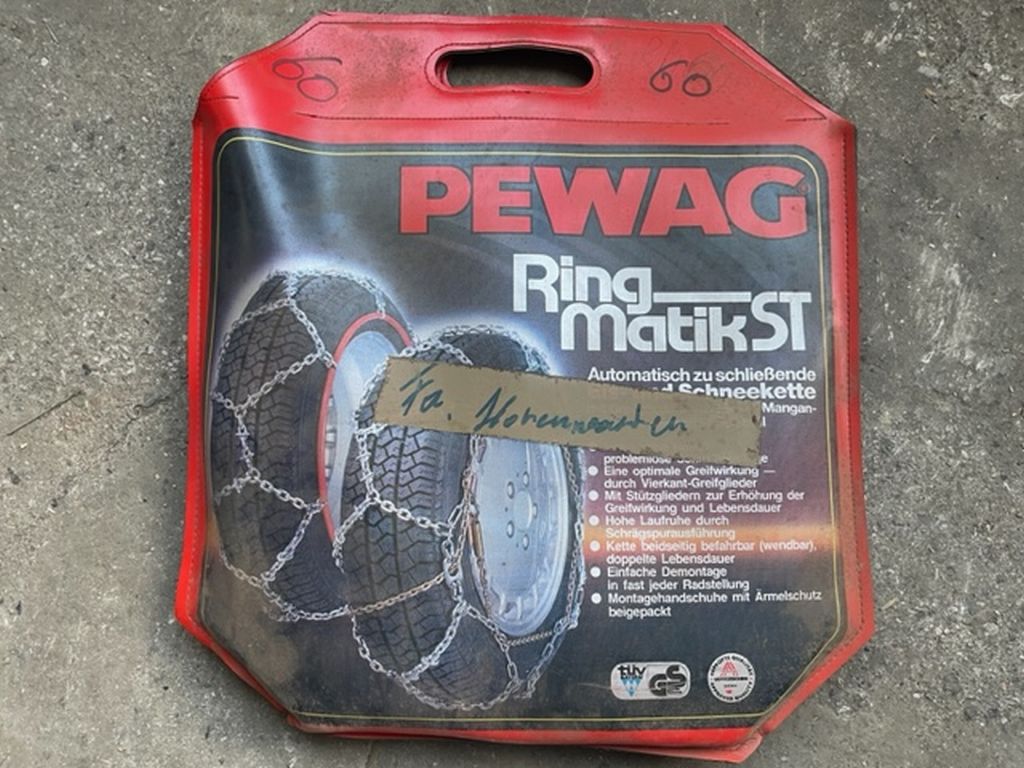 60
60
PEWAG
Ring
Matik ST
Automatisch zu schließende
Schneekette
Mangan-
Fa.
problemlose
Eine optimale Greifwirkung —
durch Vierkant-Greifglieder
Mit Stützgliedern zur Erhöhung der
Greifwirkung und Lebensdauer
Hohe Laufruhe durch
Schrägspurausführung
Kette beidseitig befahrbar (wendbar),
doppelte Lebensdauer
Einfache Demontage
in fast jeder Radstellung
Montagehandschuhe mit Ärmelschutz
beigepackt
TÜV
GS